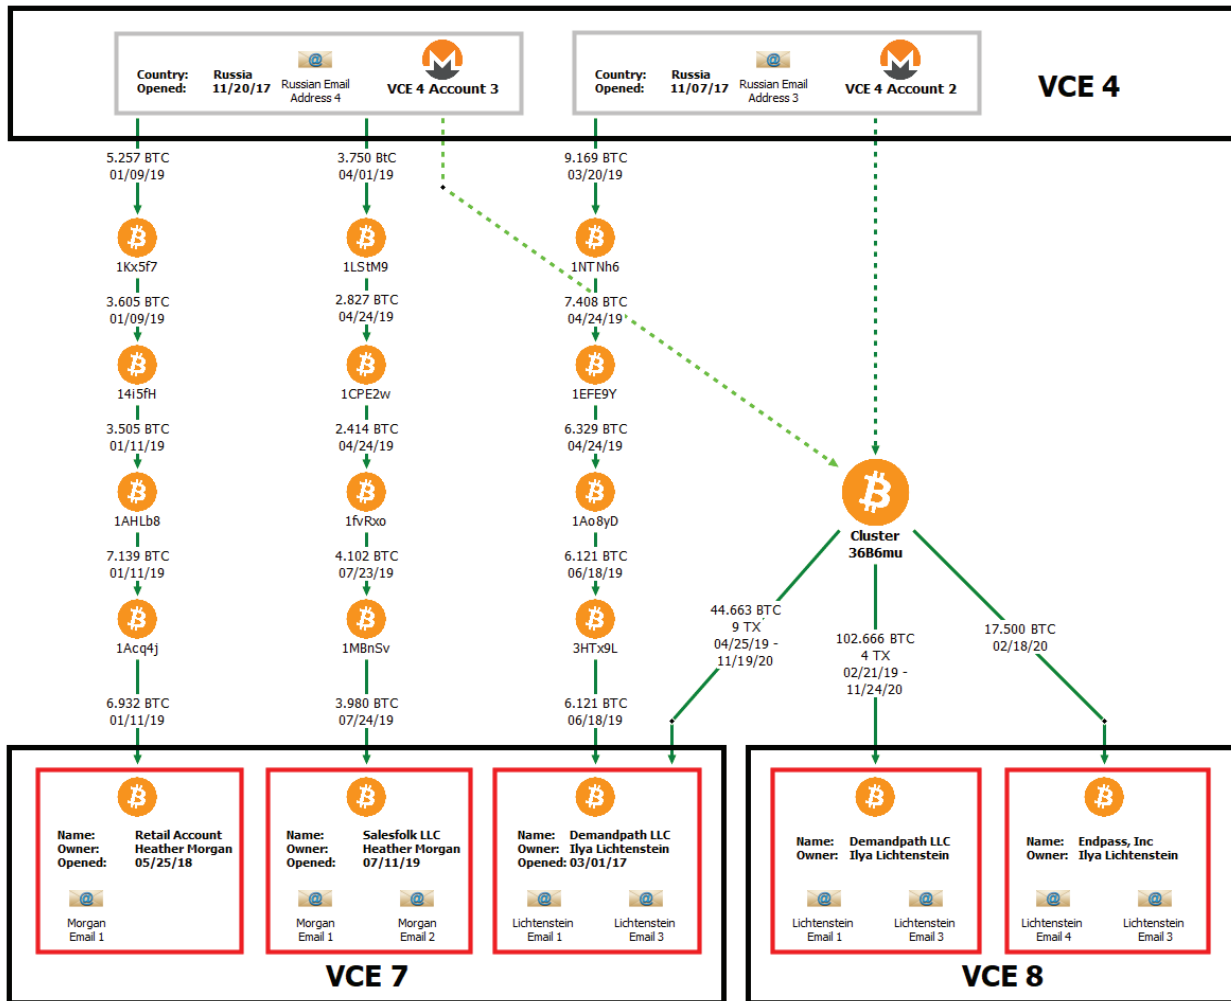 VCE 4
Country: Russia
Opened: 11/20/17
Russian Email
Address 4
VCE 4 Account 3
Country: Russia
Opened: 11/07/17
Russian Email
Address 3
VCE 4 Account 2
5.257 BTC
01/09/19
1Kx5f7
3.605 BTC
01/09/19
14i5fH
3.505 BTC
01/11/19
1AHLb8
7.139 BTC
01/11/19
1Acq4j
6.932 BTC
01/11/19
3.750 BtC
04/01/19
1LStM9
2.827 BTC
04/24/19
1CPE2w
2.414 BTC
04/24/19
1fvRxo
4.102 BTC
07/23/19
1MBnSv
3.980 BTC
07/24/19
9.169 BTC
03/20/19
1NTNh6
7.408 BTC
04/24/19
1EFE9Y
6.329 BTC
04/24/19
1Ao8yD
6.121 BTC
06/18/19
3HTx9L
6.121 BTC
06/18/19
Cluster
36B6mu
44.663 BTC
9 TX
04/25/19 -
11/19/20
102.666 BTC
4 TX
02/21/19 -
11/24/20
17.500 BTC
02/18/20
Name: Retail Account
Owner: Heather Morgan
Opened: 05/25/18
Morgan
Email 1
Name: Salesfolk LLC
Owner: Heather Morgan
Opened: 07/11/19
Morgan
Email 1
Morgan
Email 2
Name: Demandpath LLC
Owner: Ilya Lichtenstein
Opened: 03/01/17
Lichtenstein
Email 1
Lichtenstein
Email 3
VCE 7
Name: Demandpath LLC
Owner: Ilya Lichtenstein
Lichtenstein
Email 1
Lichtenstein
Email 3
Name: Endpass, Inc
Owner: Ilya Lichtenstein
Lichtenstein
Email 4
Lichtenstein
Email 3
VCE 8